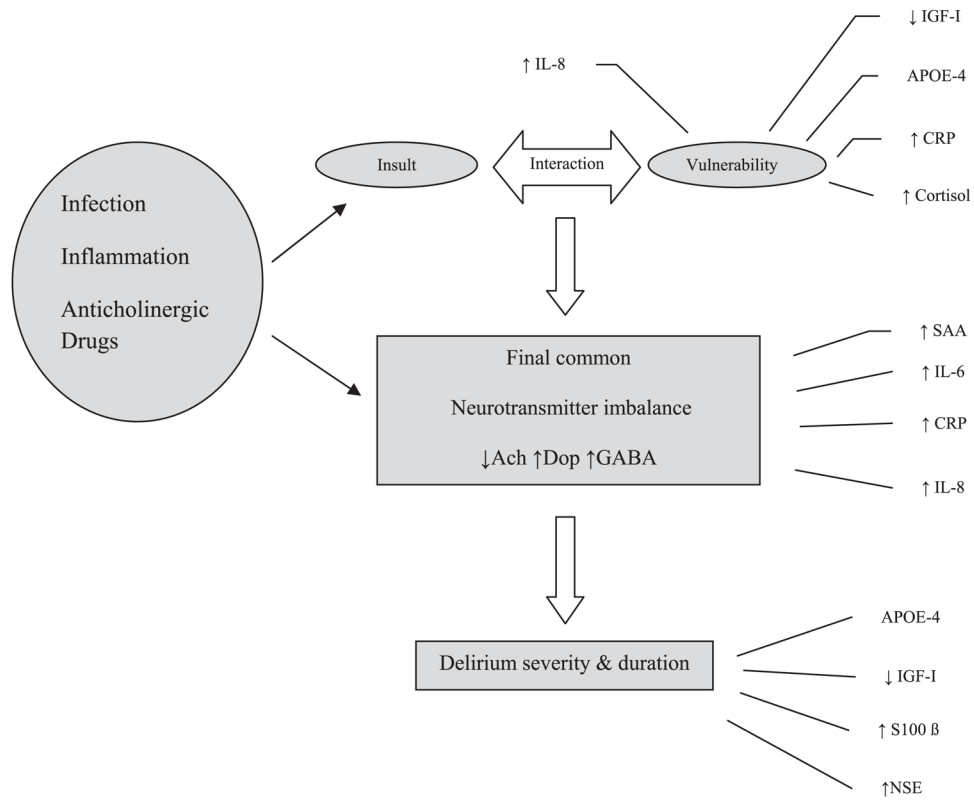 ↓ IGF-I
↑ IL-8
APOE-4
↑ CRP
Insult
Interaction
Vulnerability
↑ Cortisol
Infection
Inflammation
Anticholinergic
Drugs
Final common
Neurotransmitter imbalance
↓Ach ↑Dop ↑GABA
↑ SAA
↑ IL-6
↑ CRP
↑ IL-8
Delirium severity & duration
APOE-4
↓ IGF-I
↑ S100 ß
↑NSE